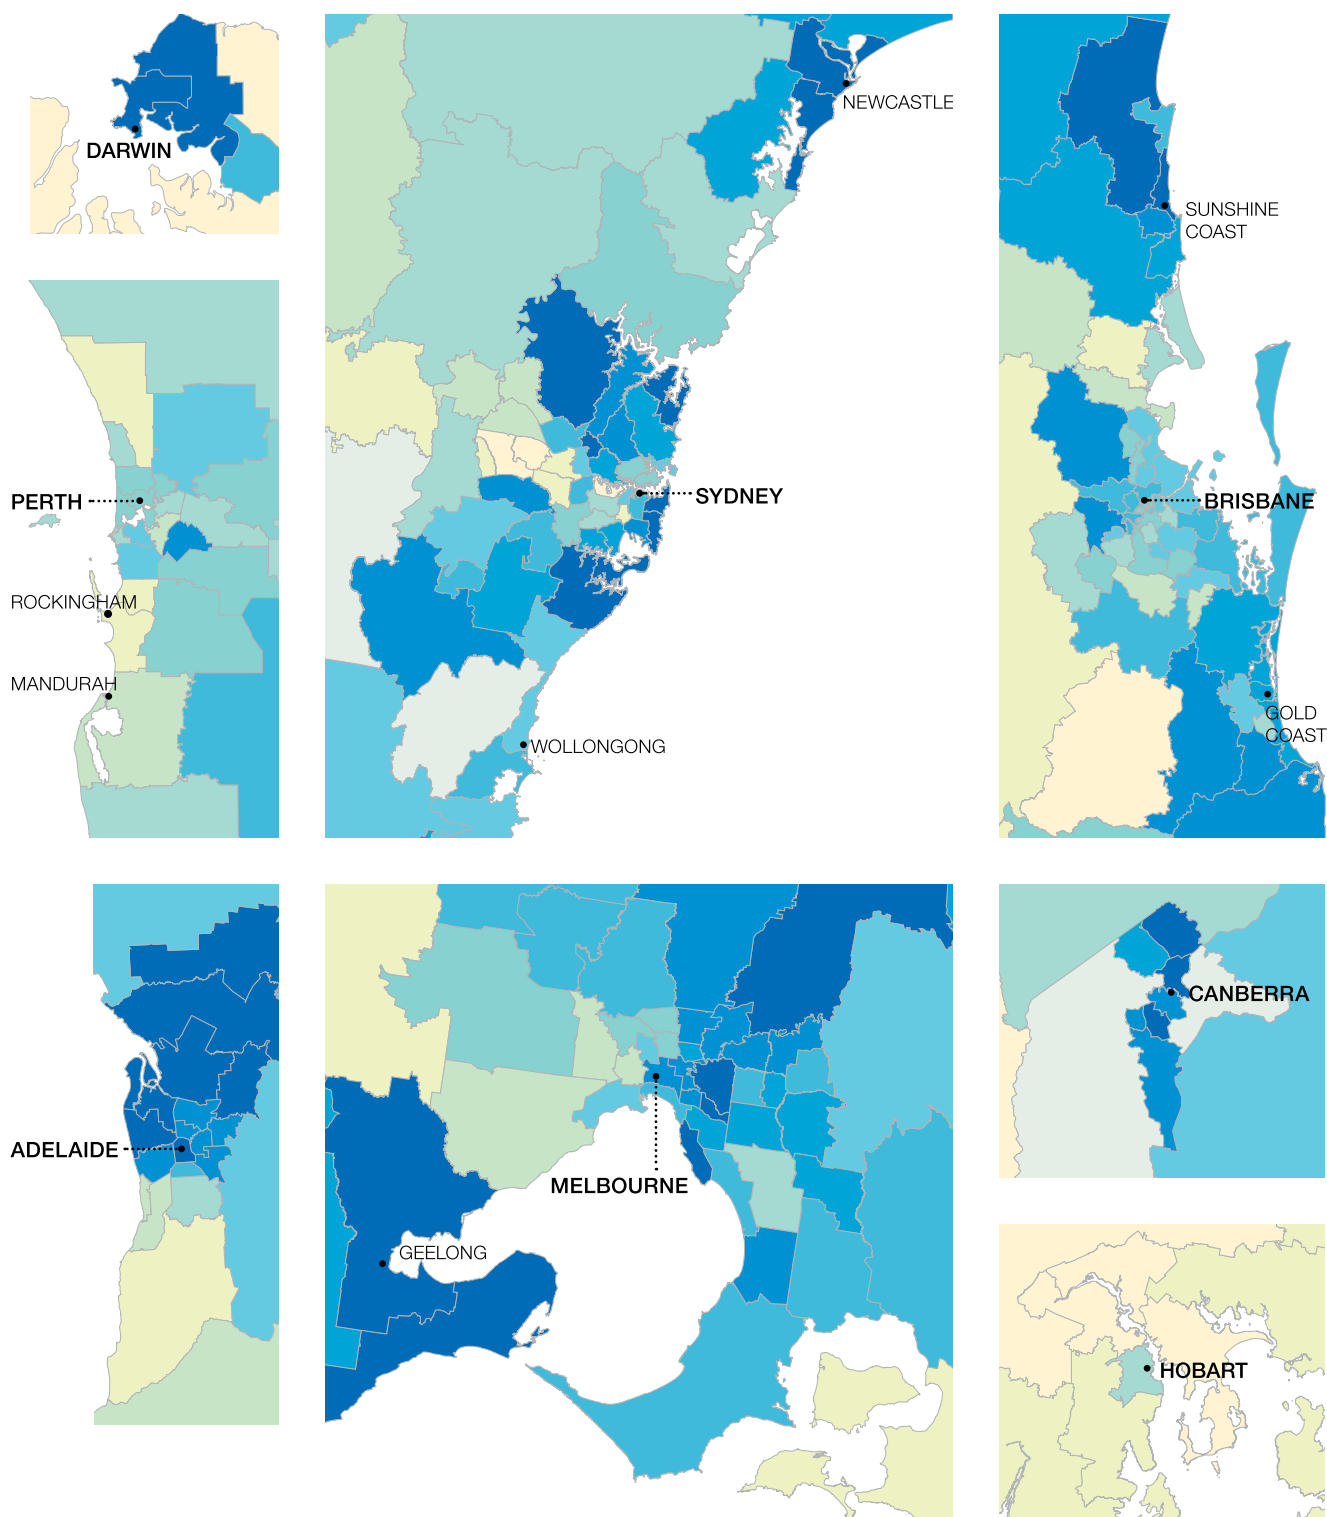 DARWIN
NEWCASTLE
SUNSHINE
COAST
PERTH
SYDNEY
BRISBANE
ROCKINGHAM
MANDURAH
WOLLONGONG
GOLD
COAST
ADELAIDE
MELBOURNE
GEELONG
CANBERRA
HOBART